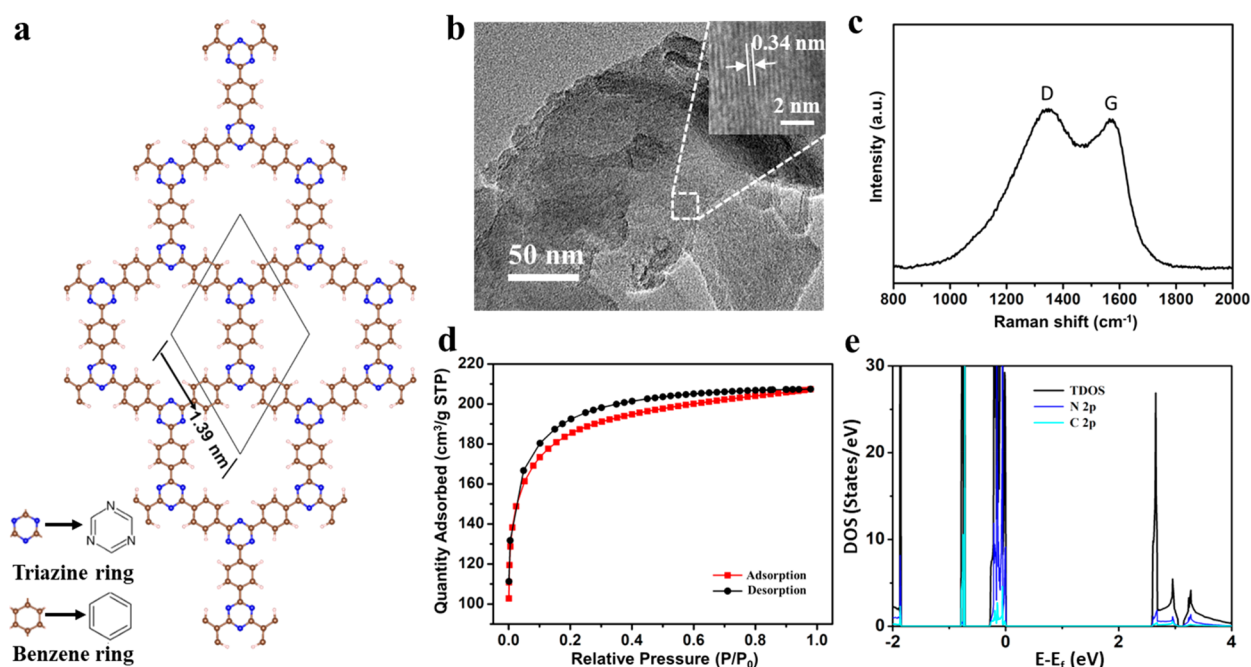 a
1.39 nm
N
N
N
Triazine ring
Benzene ring
b
0.34 nm
2 nm
50 nm
c
D
G
Intensity (a.u.)
800 1000 1200 1400 1600 1800 2000
Raman shift (cm⁻¹)
d
Quantity Adsorbed (cm³/g STP)
220
200
180
160
140
120
100
Adsorption
Desorption
0.0 0.2 0.4 0.6 0.8 1.0
Relative Pressure (P/P₀)
e
DOS (States/eV)
30
20
10
0
TDOS
N 2p
C 2p
-2 0 2 4
E-E_f (eV)